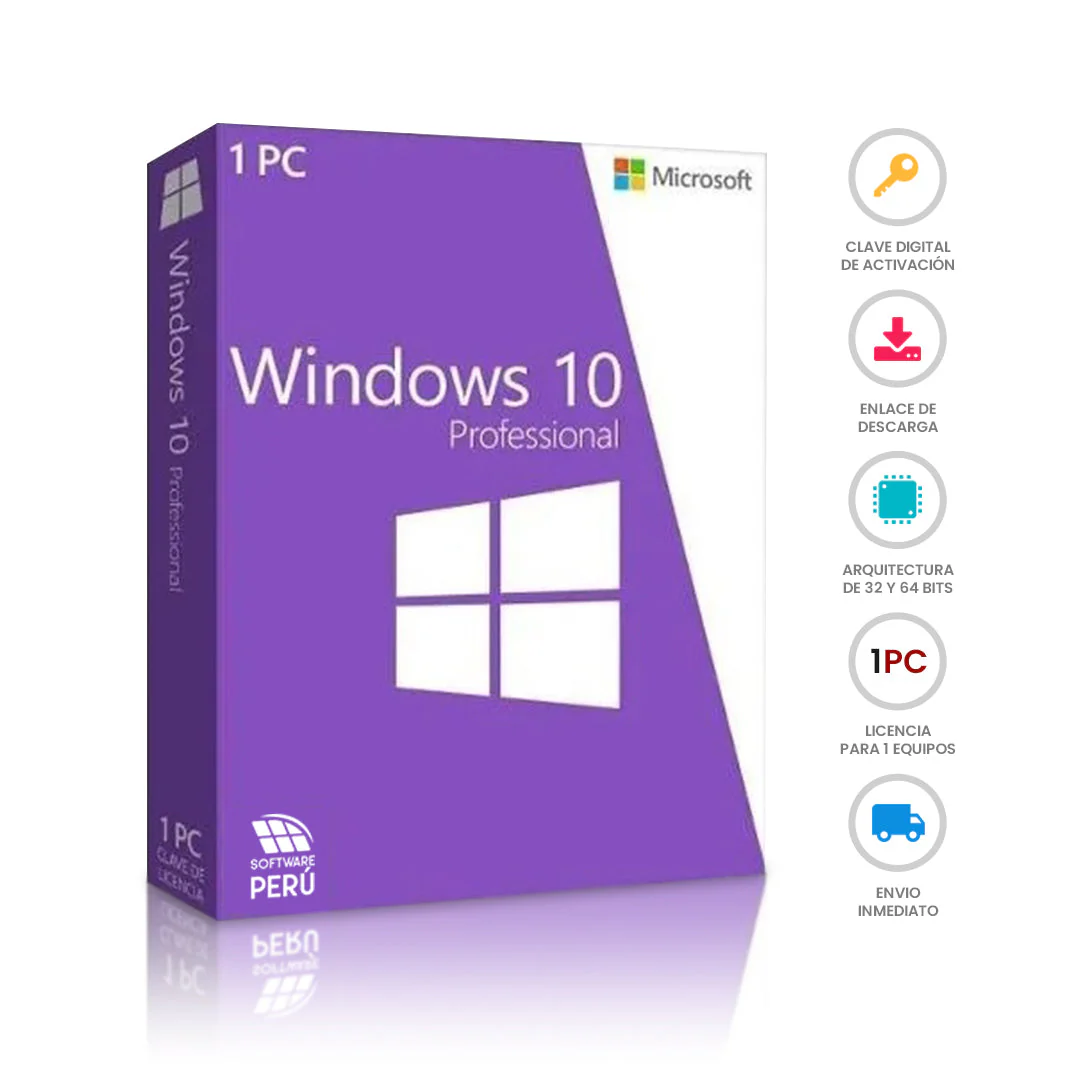 1 PC
Microsoft
Windows 10
Professional
Windows 10 Professional
1 PC
CLAVE DE
LICENCIA
SOFTWARE
PERÚ
CLAVE DIGITAL
DE ACTIVACIÓN
ENLACE DE
DESCARGA
ARQUITECTURA
DE 32 Y 64 BITS
1PC
LICENCIA
PARA 1 EQUIPOS
ENVIO
INMEDIATO